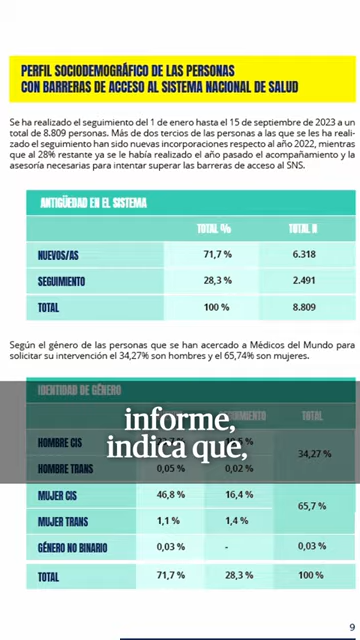 PERFIL SOCIODEMOGRÁFICO DE LAS PERSONAS
CON BARRERAS DE ACCESO AL SISTEMA NACIONAL DE SALUD
Se ha realizado el seguimiento del 1 de enero hasta el 15 de septiembre de 2023 a un
total de 8.809 personas. Más de dos tercios de las personas a las que se les ha reali-
zado el seguimiento han sido nuevas incorporaciones respecto al año 2022, mientras
que al 28% restante ya se le había realizado el año pasado el acompañamiento y la
asesoría necesarias para intentar superar las barreras de acceso al SNS.
ANTIGÜEDAD EN EL SISTEMA
TOTAL % TOTAL N
NUEVOS/AS 71,7 % 6.318
SEGUIMIENTO 28,3 % 2.491
TOTAL 100 % 8.809
Según el género de las personas que se han acercado a Médicos del Mundo para
solicitar su intervención el 34,27% son hombres y el 65,74% son mujeres.
IDENTIDAD DE GÉNERO
informe,
indica que,
TOTAL
HOMBRE CIS 34,27 %
HOMBRE TRANS 0,05 % 0,02 %
MUJER CIS 46,8 % 16,4 % 65,7 %
MUJER TRANS 1,1 % 1,4 %
GÉNERO NO BINARIO 0,03 % - 0,03 %
TOTAL 71,7 % 28,3 % 100 %
9